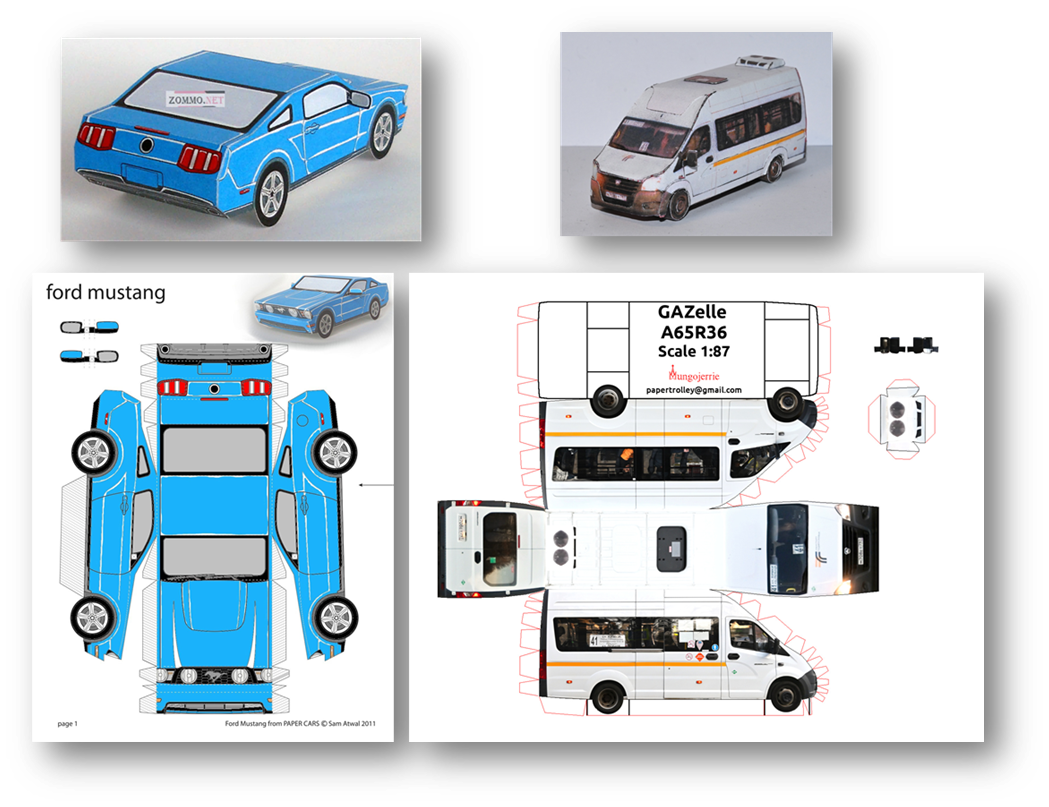 ZOMMO.NET
ford mustang
page 1
Ford Mustang from PAPER CARS © Sam Atwal 2011
GAZelle
A65R36
Scale 1:87
Mungojerrie
papertrolley@gmail.com
41